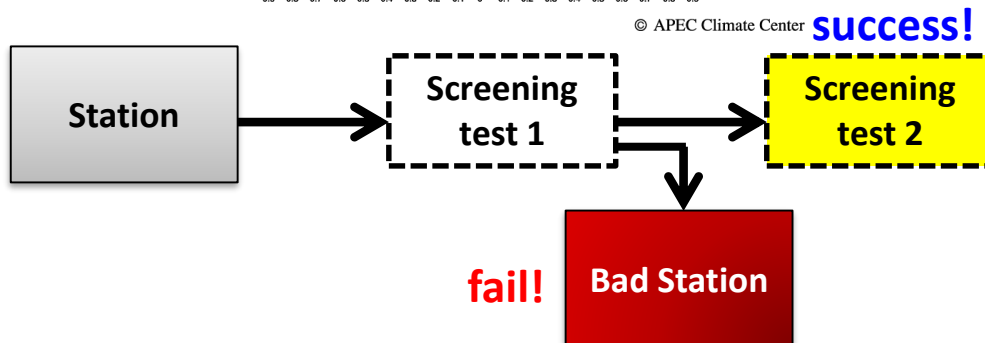 © APEC Climate Center success!
Station
Screening
test 1
Screening
test 2
fail!
Bad Station